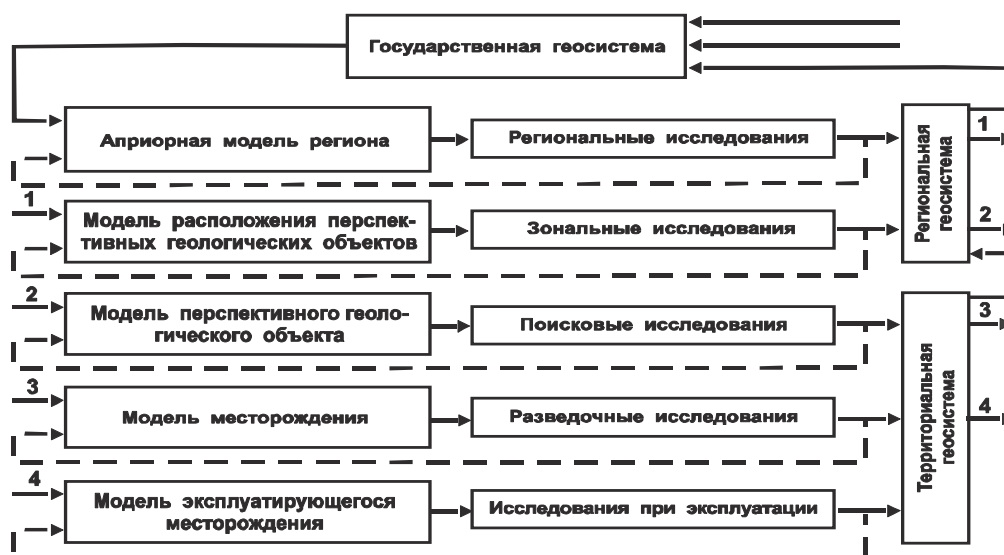 Государственная геосистема
Априорная модель региона
Региональные исследования
Региональная
геосистема
1
2
1
Модель расположения перспек-
тивных геологических объектов
Зональные исследования
2
Модель перспективного геоло-
гического объекта
Поисковые исследования
Территориальная
геосистема
3
4
3
Модель месторождения
Разведочные исследования
4
Модель эксплуатирующегося
месторождения
Исследования при эксплуатации